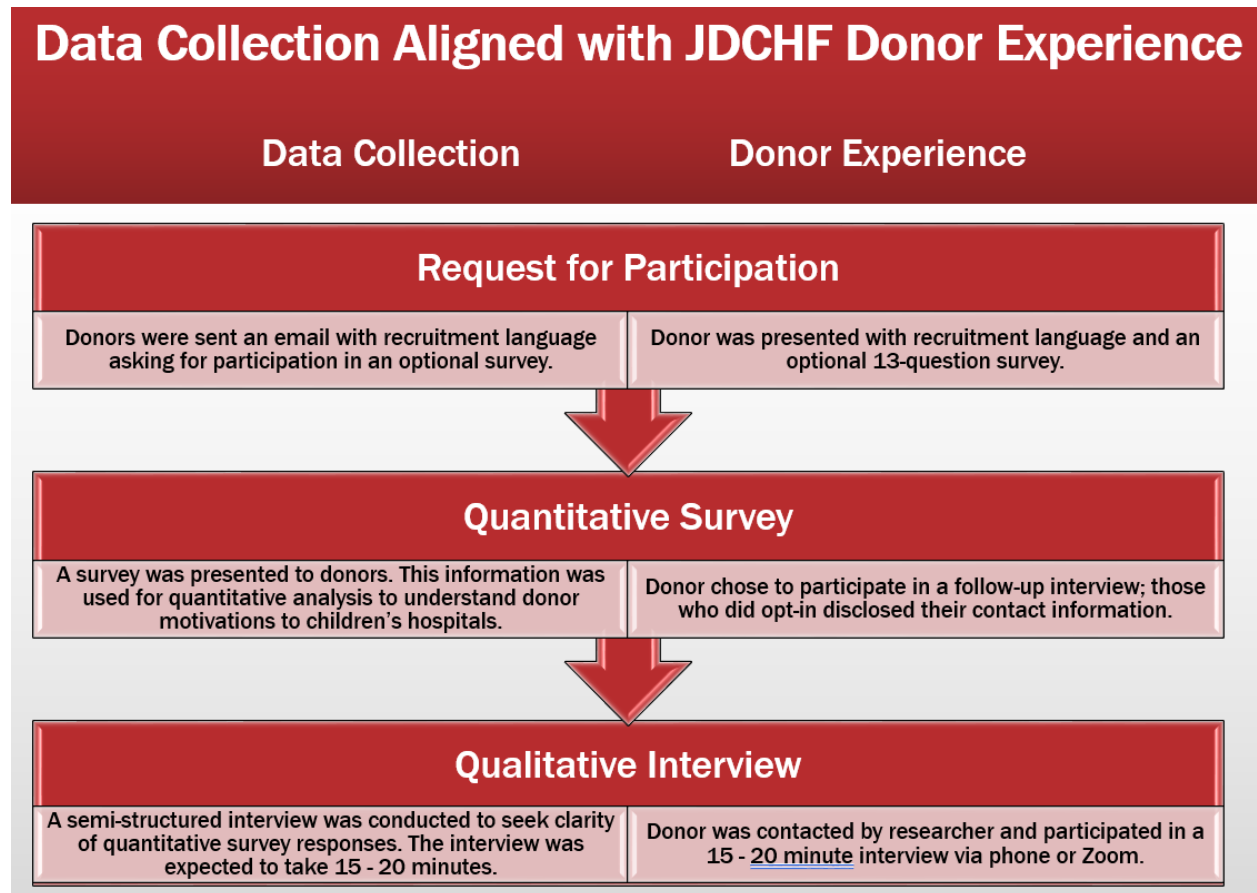 Data Collection Aligned with JDCHF Donor Experience
Data Collection
Donor Experience
Request for Participation
Donors were sent an email with recruitment language
asking for participation in an optional survey.
Donor was presented with recruitment language and an
optional 13-question survey.
Quantitative Survey
A survey was presented to donors. This information was
used for quantitative analysis to understand donor
motivations to children’s hospitals.
Donor chose to participate in a follow-up interview; those
who did opt-in disclosed their contact information.
Qualitative Interview
A semi-structured interview was conducted to seek clarity
of quantitative survey responses. The interview was
expected to take 15 - 20 minutes.
Donor was contacted by researcher and participated in a
15 - 20 minute interview via phone or Zoom.